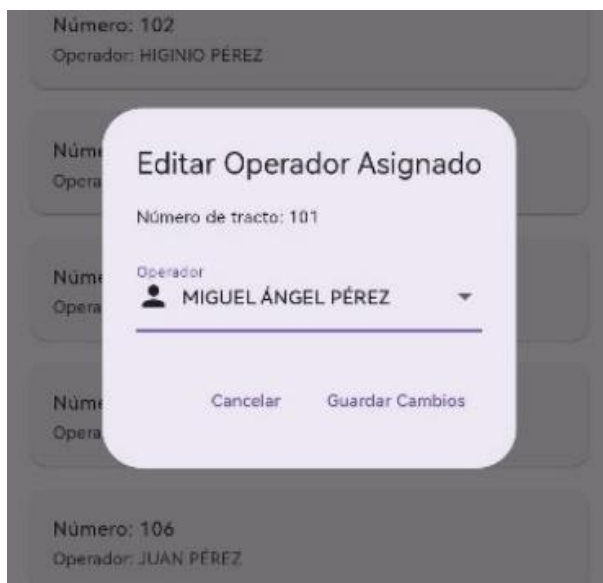 Número: 102
Operador: HIGINIO PÉREZ
Editar Operador Asignado
Número de tracto: 101
Operador
MIGUEL ÁNGEL PÉREZ
Cancelar Guardar Cambios
Número: 106
Operador: JUAN PÉREZ